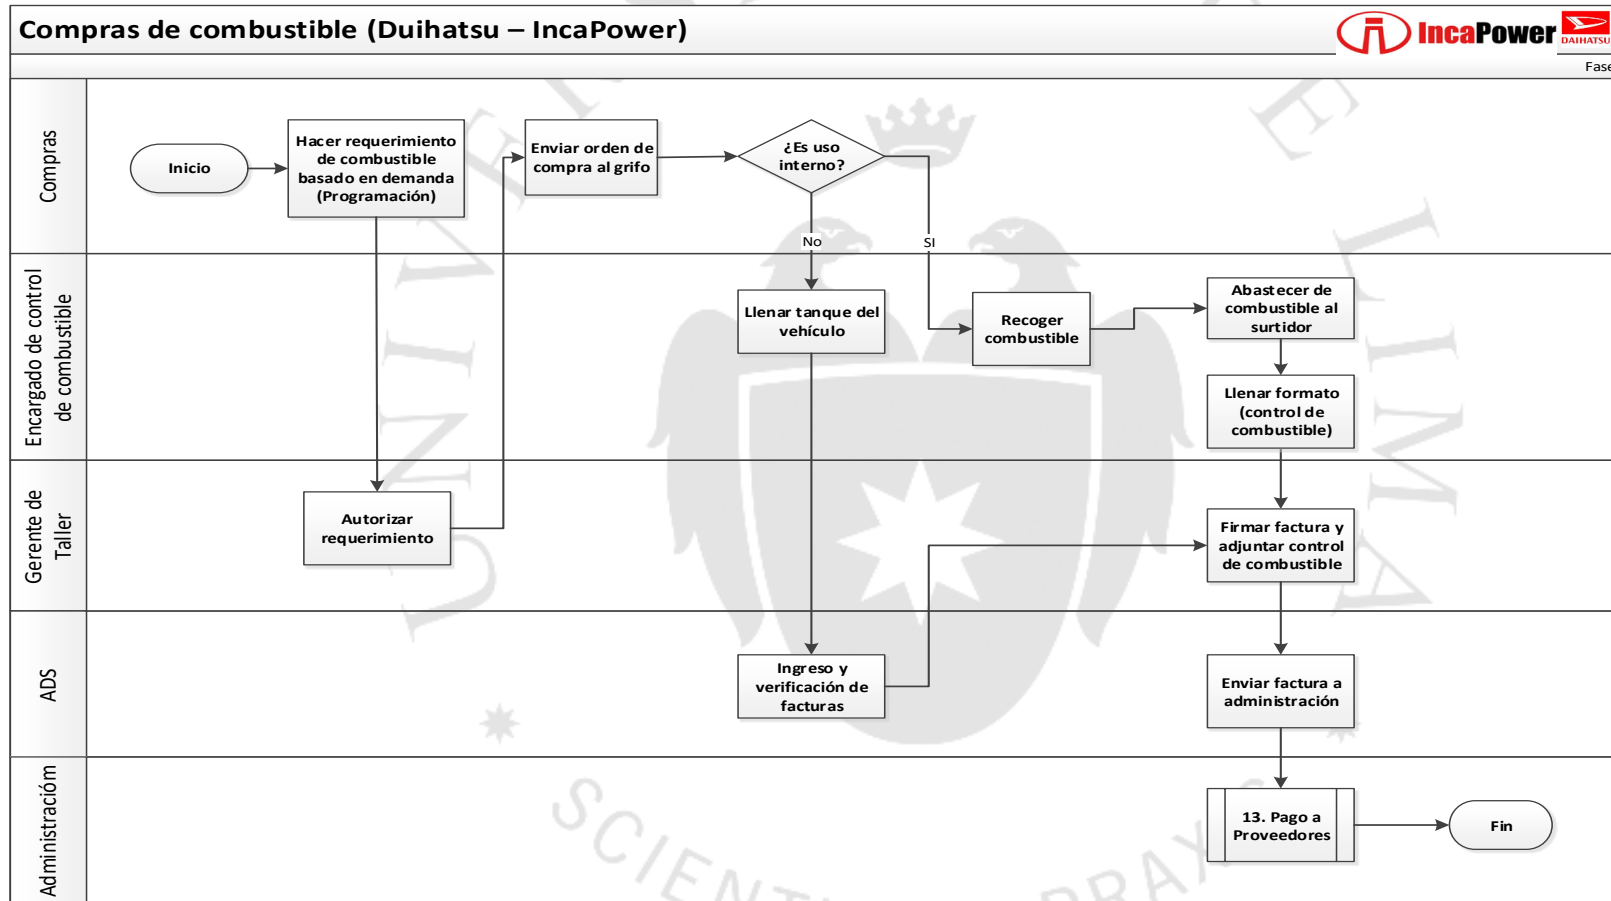 Compras de combustible (Duihatsu – IncaPower)
IncaPower
DAIHATSU
Fase
Compras
Inicio
Hacer requerimiento
de combustible
basado en demanda
(Programación)
Enviar orden de
compra al grifo
¿Es uso
interno?
No
SI
Encargado de control
de combustible
Llenar tanque del
vehículo
Recoger
combustible
Abastecer de
combustible al
surtidor
Llenar formato
(control de
combustible)
Gerente de
Taller
Autorizar
requerimiento
Firmar factura y
adjuntar control
de combustible
ADS
Ingreso y
verificación de
facturas
Enviar factura a
administración
Administracióm
13. Pago a
Proveedores
Fin